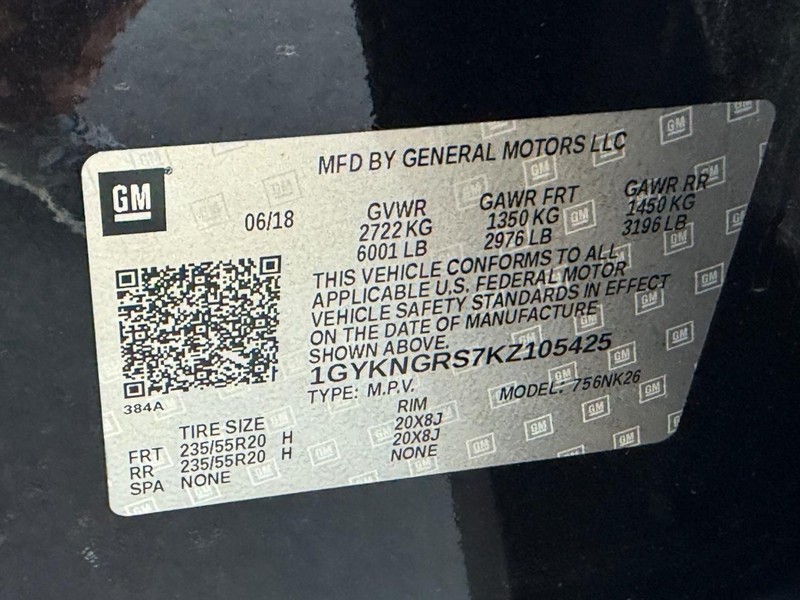 MFD BY GENERAL MOTORS LLC
GM
06/18
GVWR GAWR FRT GAWR RR
2722 KG 1350 KG 1450 KG
6001 LB 2976 LB 3196 LB
THIS VEHICLE CONFORMS TO ALL
APPLICABLE U.S. FEDERAL MOTOR
VEHICLE SAFETY STANDARDS IN EFFECT
ON THE DATE OF MANUFACTURE
SHOWN ABOVE.
1GYKNGRS7KZ105425
TYPE: M.P.V. MODEL: 756NK26
384A
TIRE SIZE RIM
FRT 235/55R20 H 20X8J
RR 235/55R20 H 20X8J
SPA NONE NONE